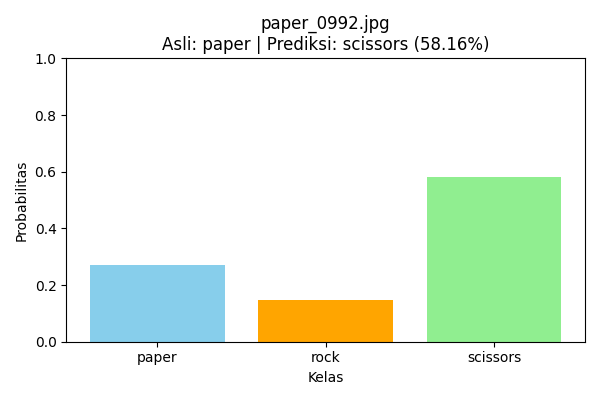 paper_0992.jpg
Asli: paper | Prediksi: scissors (58.16%)
1.0
0.8
0.6
0.4
0.2
0.0
Probabilitas
paper rock scissors
Kelas